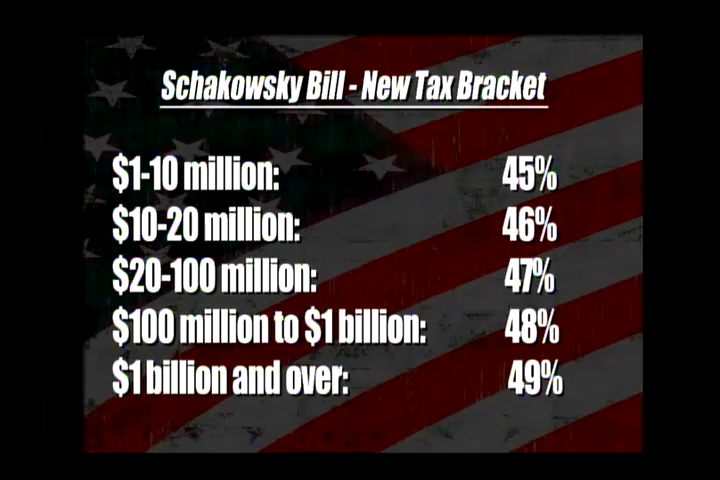 Schakowsky Bill - New Tax Bracket
$1-10 million: 45%
$10-20 million: 46%
$20-100 million: 47%
$100 million to $1 billion: 48%
$1 billion and over: 49%